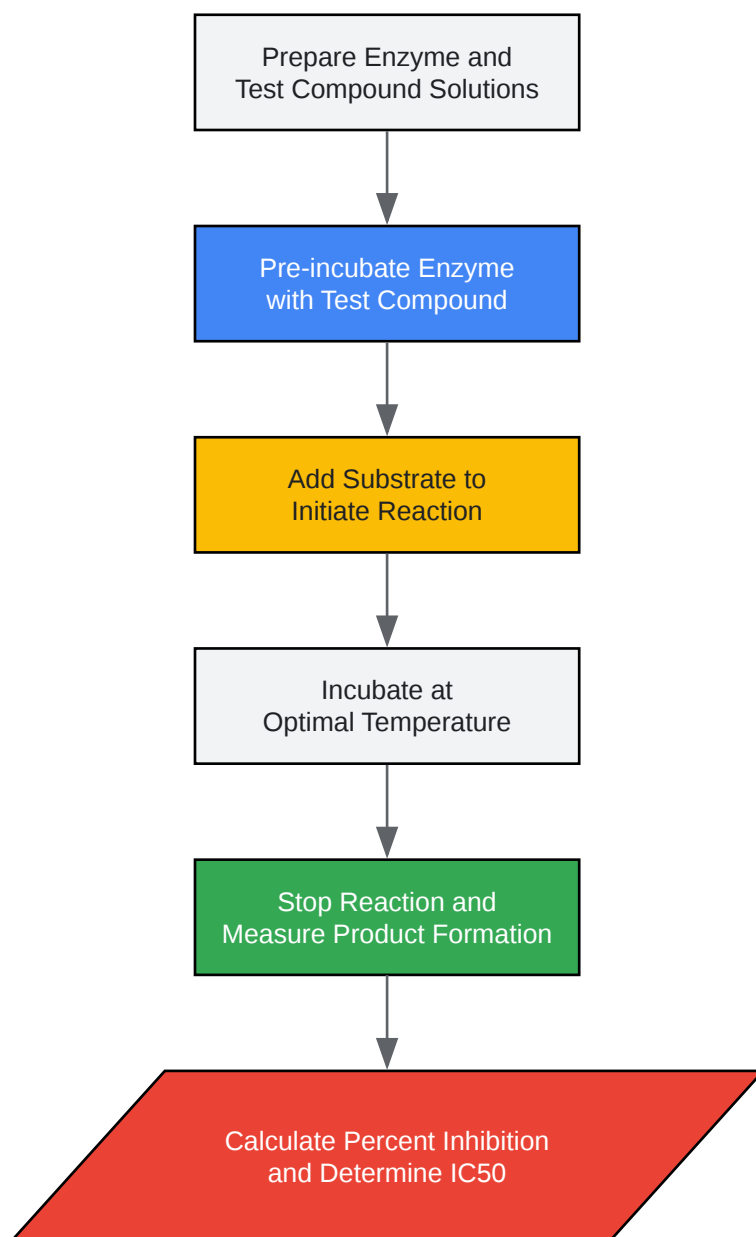 Prepare Enzyme and
Test Compound Solutions
Pre-incubate Enzyme
with Test Compound
Add Substrate to
Initiate Reaction
Incubate at
Optimal Temperature
Stop Reaction and
Measure Product Formation
Calculate Percent Inhibition
and Determine IC50